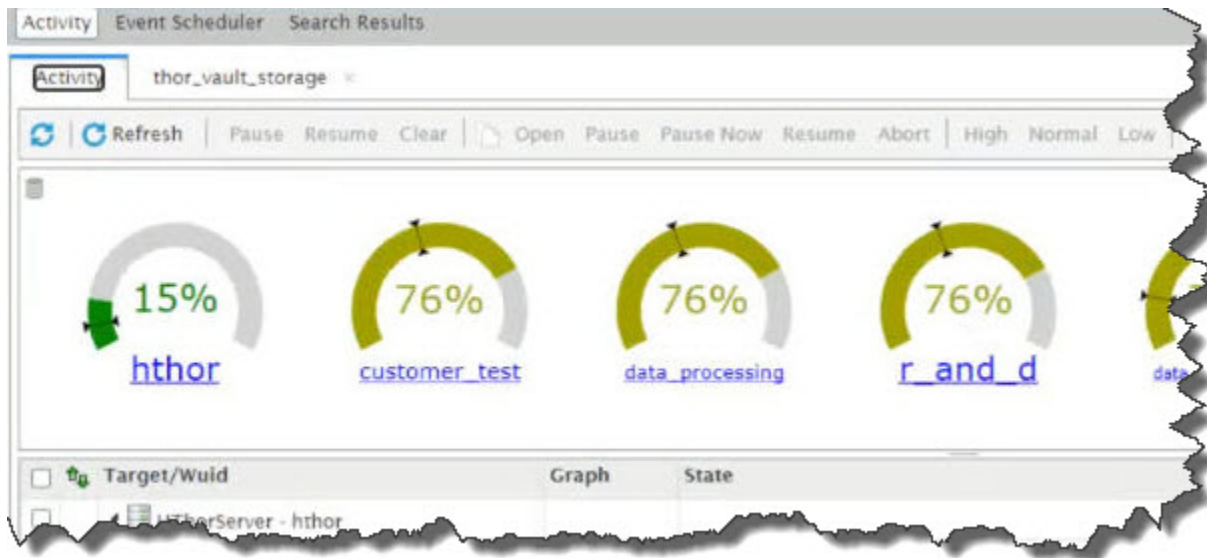 Activity Event Scheduler Search Results
Activity thor_vault_storage ×
Refresh Pause Resume Clear Open Pause Pause Now Resume Abort High Normal Low
15% 76% 76% 76%
hthor customer_test data_processing r_and_d data
Target/Wuid Graph State
HThorServer - hthor